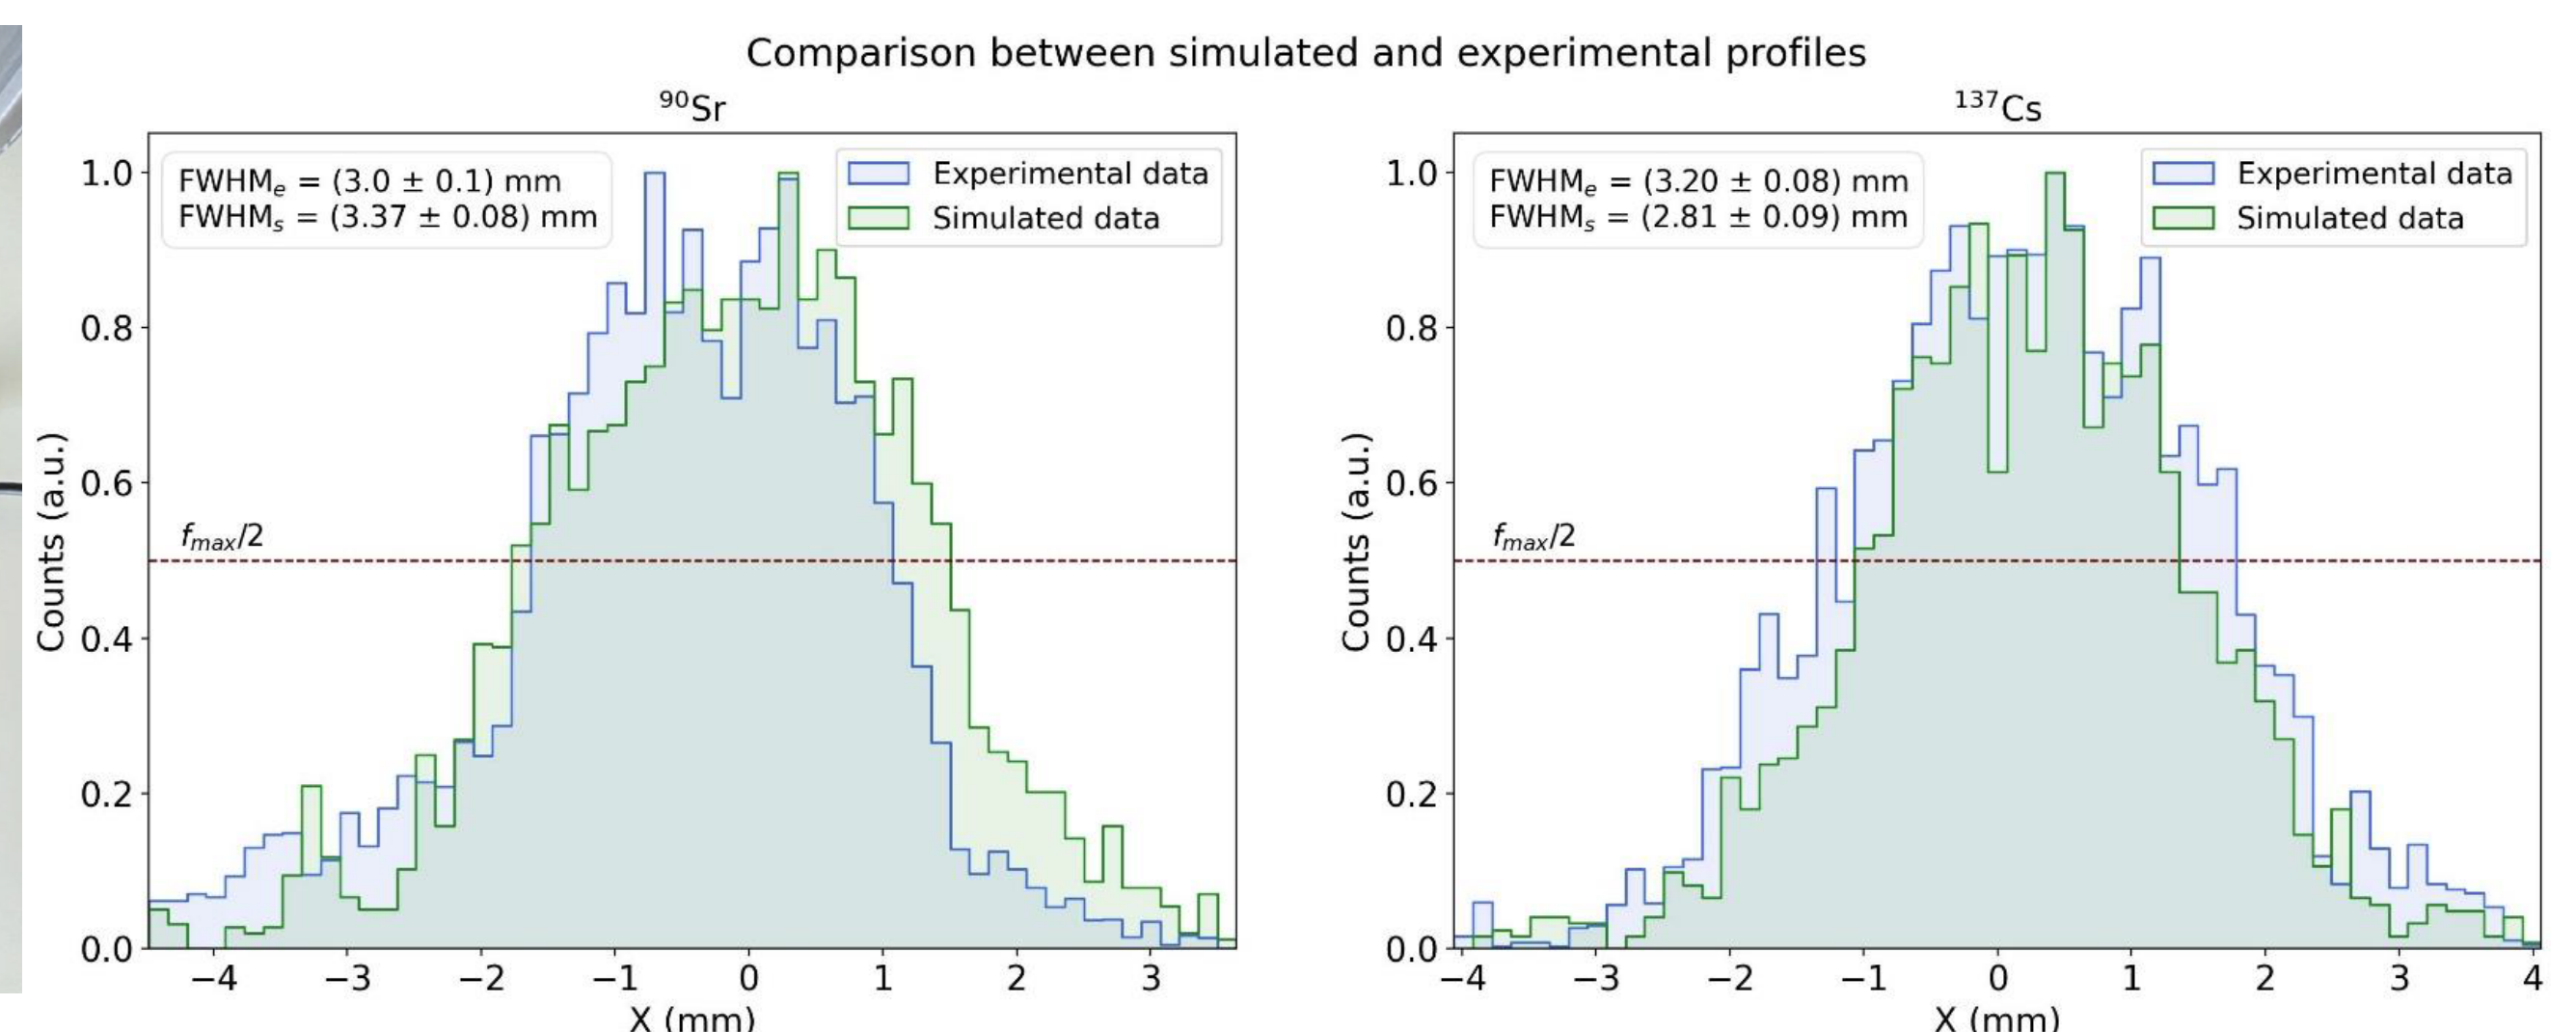 Comparison between simulated and experimental profiles
⁹⁰Sr
FWHMₑ = (3.0 ± 0.1) mm
FWHMₛ = (3.37 ± 0.08) mm
Experimental data
Simulated data
Counts (a.u.)
1.0
0.8
0.6
0.4
0.2
0.0
fₘₐₓ/2
−4 −3 −2 −1 0 1 2 3
X (mm)
¹³⁷Cs
FWHMₑ = (3.20 ± 0.08) mm
FWHMₛ = (2.81 ± 0.09) mm
Experimental data
Simulated data
Counts (a.u.)
1.0
0.8
0.6
0.4
0.2
0.0
fₘₐₓ/2
−4 −3 −2 −1 0 1 2 3 4
X (mm)